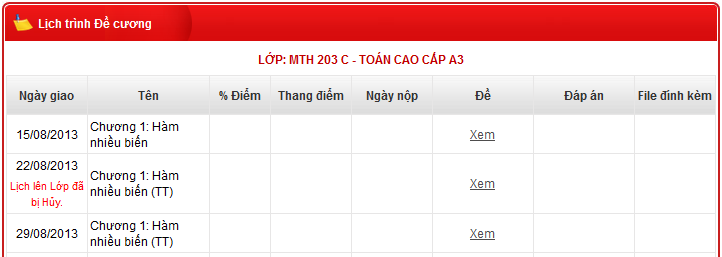 Lịch trình Đề cương
LỚP: MTH 203 C - TOÁN CAO CẤP A3
Ngày giao Tên % Điểm Thang điểm Ngày nộp Đề Đáp án File đính kèm
15/08/2013
Chương 1: Hàm
nhiều biến
Xem
22/08/2013
Lịch lên Lớp đã
bị Hủy.
Chương 1: Hàm
nhiều biến (TT)
Xem
29/08/2013
Chương 1: Hàm
nhiều biến (TT)
Xem